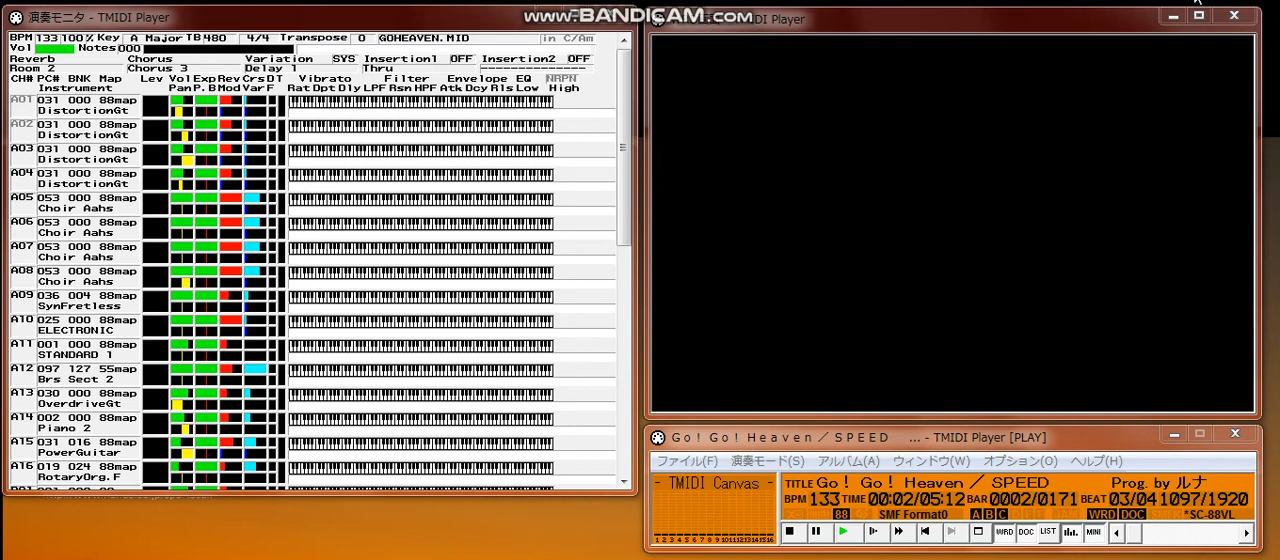 演奏モニタ - TMIDI Player
www.BANDICAM.com
TMIDI Player
BPM 133 100% Key A Major TB 480 4/4 Transpose 0 GOHEAVEN.MID in C/Am
Vol Notes 000
Reverb Chorus Variation SYS Insertion1 OFF Insertion2 OFF
Room 2 Chorus 3 Delay 1 Thru --------------
CH# PC# BNK Map Lev Vol Exp Rev Crs DT Vibrato Filter Envelope EQ NRPN
Instrument Pan P.B Mod Var F Rat Dpt Dly LPF Rsn HPF Atk Dcy Rls Low High
A01 031 000 88map
DistortionGt
A02 031 000 88map
DistortionGt
A03 031 000 88map
DistortionGt
A04 031 000 88map
DistortionGt
A05 053 000 88map
Choir Aahs
A06 053 000 88map
Choir Aahs
A07 053 000 88map
Choir Aahs
A08 053 000 88map
Choir Aahs
A09 036 004 88map
SynFretless
A10 025 000 88map
ELECTRONIC
A11 001 000 88map
STANDARD 1
A12 097 127 55map
Brs Sect 2
A13 030 000 88map
OverdriveGt
A14 002 000 88map
Piano 2
A15 031 016 88map
PowerGuitar
A16 019 024 88map
RotaryOrg.F
Go! Go! Heaven／SPEED ... - TMIDI Player [PLAY]
ファイル(F) 演奏モード(S) アルバム(A) ウィンドウ(W) オプション(O) ヘルプ(H)
- TMIDI Canvas -
1 2 3 4 5 6 7 8 9 10 11 12 13 14 15 16
TITLE Go! Go! Heaven／SPEED Prog. by ルナ
BPM 133 TIME 00:02/05:12 BAR 0002/0171 BEAT 03/04 1097/1920
88 SMF Format0 A B C WRD DOC *SC-88VL
WRD DOC LIST MINI